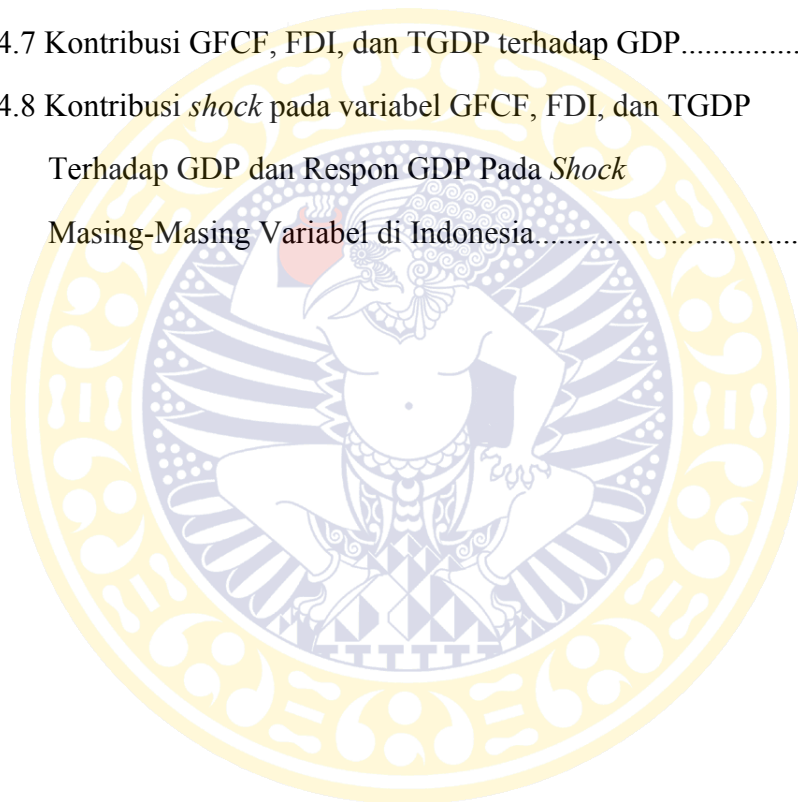 4.7 Kontribusi GFCF, FDI, dan TGDP terhadap GDP................
4.8 Kontribusi shock pada variabel GFCF, FDI, dan TGDP
Terhadap GDP dan Respon GDP Pada Shock
Masing-Masing Variabel di Indonesia..................................